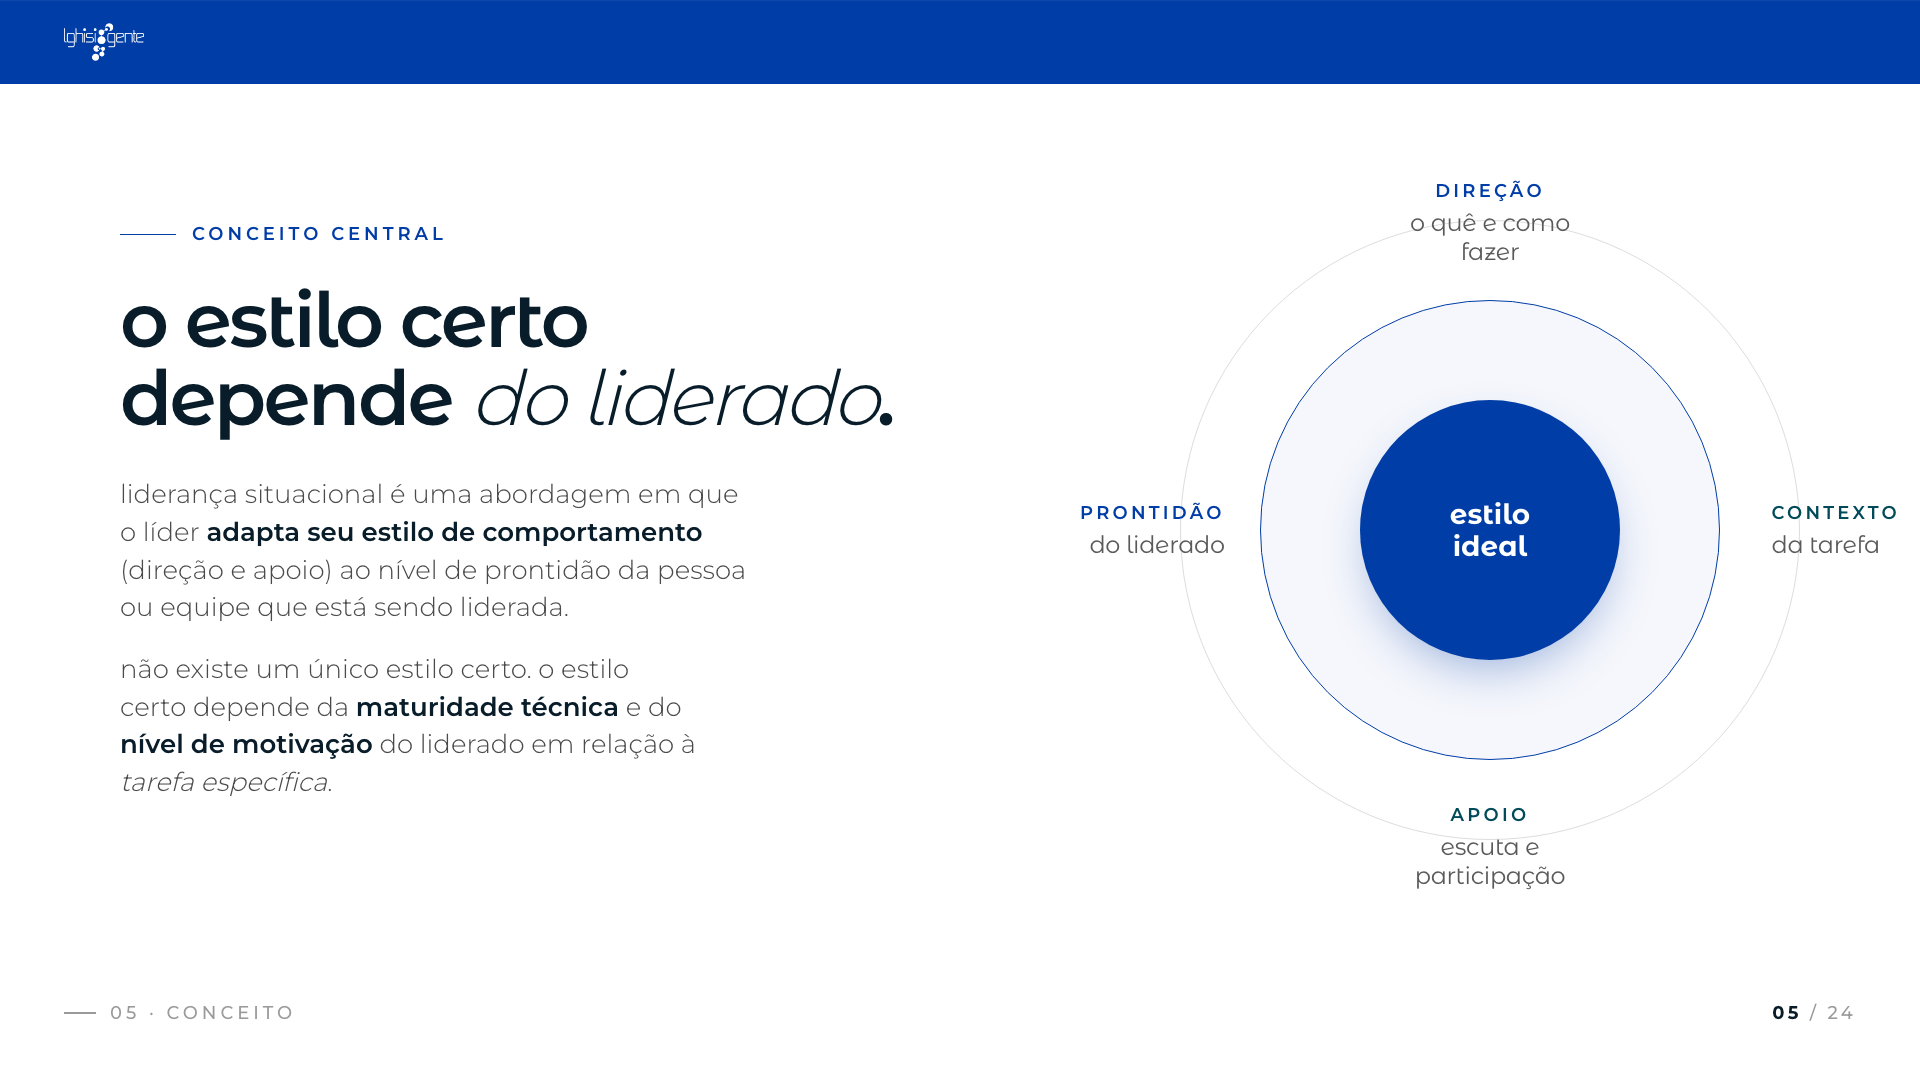 lghisi gente
CONCEITO CENTRAL
o estilo certo
depende do liderado.
liderança situacional é uma abordagem em que
o líder adapta seu estilo de comportamento
(direção e apoio) ao nível de prontidão da pessoa
ou equipe que está sendo liderada.
não existe um único estilo certo. o estilo
certo depende da maturidade técnica e do
nível de motivação do liderado em relação à
tarefa específica.
DIREÇÃO
o quê e como
fazer
PRONTIDÃO
do liderado
estilo
ideal
CONTEXTO
da tarefa
APOIO
escuta e
participação
05 · CONCEITO
05 / 24